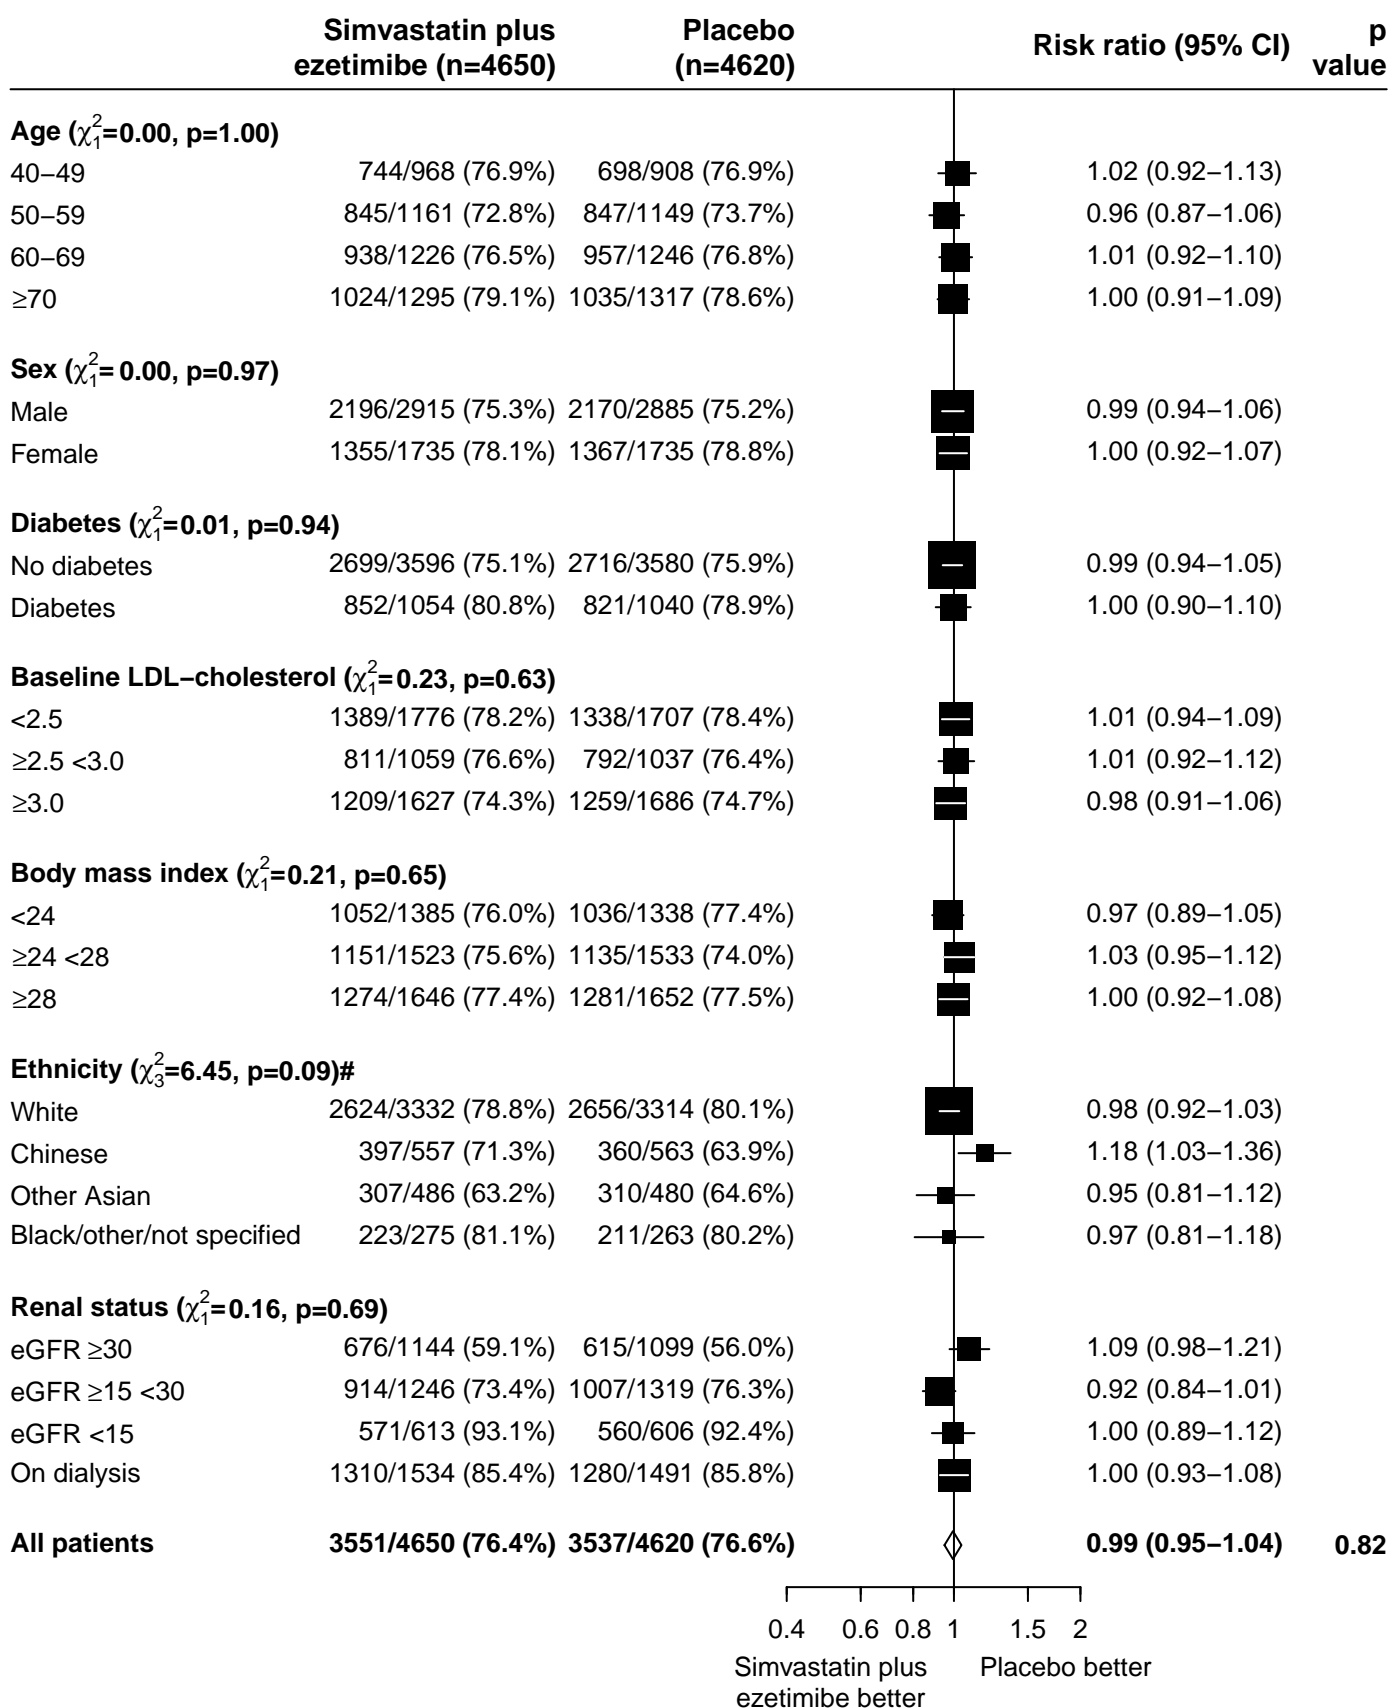 Simvastatin plus ezetimibe (n=4650) Placebo (n=4620) Risk ratio (95% CI) p value
Age (χ²₁=0.00, p=1.00)
40–49 744/968 (76.9%) 698/908 (76.9%) 1.02 (0.92–1.13)
50–59 845/1161 (72.8%) 847/1149 (73.7%) 0.96 (0.87–1.06)
60–69 938/1226 (76.5%) 957/1246 (76.8%) 1.01 (0.92–1.10)
≥70 1024/1295 (79.1%) 1035/1317 (78.6%) 1.00 (0.91–1.09)
Sex (χ²₁= 0.00, p=0.97)
Male 2196/2915 (75.3%) 2170/2885 (75.2%) 0.99 (0.94–1.06)
Female 1355/1735 (78.1%) 1367/1735 (78.8%) 1.00 (0.92–1.07)
Diabetes (χ²₁=0.01, p=0.94)
No diabetes 2699/3596 (75.1%) 2716/3580 (75.9%) 0.99 (0.94–1.05)
Diabetes 852/1054 (80.8%) 821/1040 (78.9%) 1.00 (0.90–1.10)
Baseline LDL–cholesterol (χ²₁=0.23, p=0.63)
<2.5 1389/1776 (78.2%) 1338/1707 (78.4%) 1.01 (0.94–1.09)
≥2.5 <3.0 811/1059 (76.6%) 792/1037 (76.4%) 1.01 (0.92–1.12)
≥3.0 1209/1627 (74.3%) 1259/1686 (74.7%) 0.98 (0.91–1.06)
Body mass index (χ²₁=0.21, p=0.65)
<24 1052/1385 (76.0%) 1036/1338 (77.4%) 0.97 (0.89–1.05)
≥24 <28 1151/1523 (75.6%) 1135/1533 (74.0%) 1.03 (0.95–1.12)
≥28 1274/1646 (77.4%) 1281/1652 (77.5%) 1.00 (0.92–1.08)
Ethnicity (χ²₃=6.45, p=0.09)#
White 2624/3332 (78.8%) 2656/3314 (80.1%) 0.98 (0.92–1.03)
Chinese 397/557 (71.3%) 360/563 (63.9%) 1.18 (1.03–1.36)
Other Asian 307/486 (63.2%) 310/480 (64.6%) 0.95 (0.81–1.12)
Black/other/not specified 223/275 (81.1%) 211/263 (80.2%) 0.97 (0.81–1.18)
Renal status (χ²₁=0.16, p=0.69)
eGFR ≥30 676/1144 (59.1%) 615/1099 (56.0%) 1.09 (0.98–1.21)
eGFR ≥15 <30 914/1246 (73.4%) 1007/1319 (76.3%) 0.92 (0.84–1.01)
eGFR <15 571/613 (93.1%) 560/606 (92.4%) 1.00 (0.89–1.12)
On dialysis 1310/1534 (85.4%) 1280/1491 (85.8%) 1.00 (0.93–1.08)
All patients 3551/4650 (76.4%) 3537/4620 (76.6%) 0.99 (0.95–1.04) 0.82
0.4 0.6 0.8 1 1.5 2
Simvastatin plus ezetimibe better Placebo better